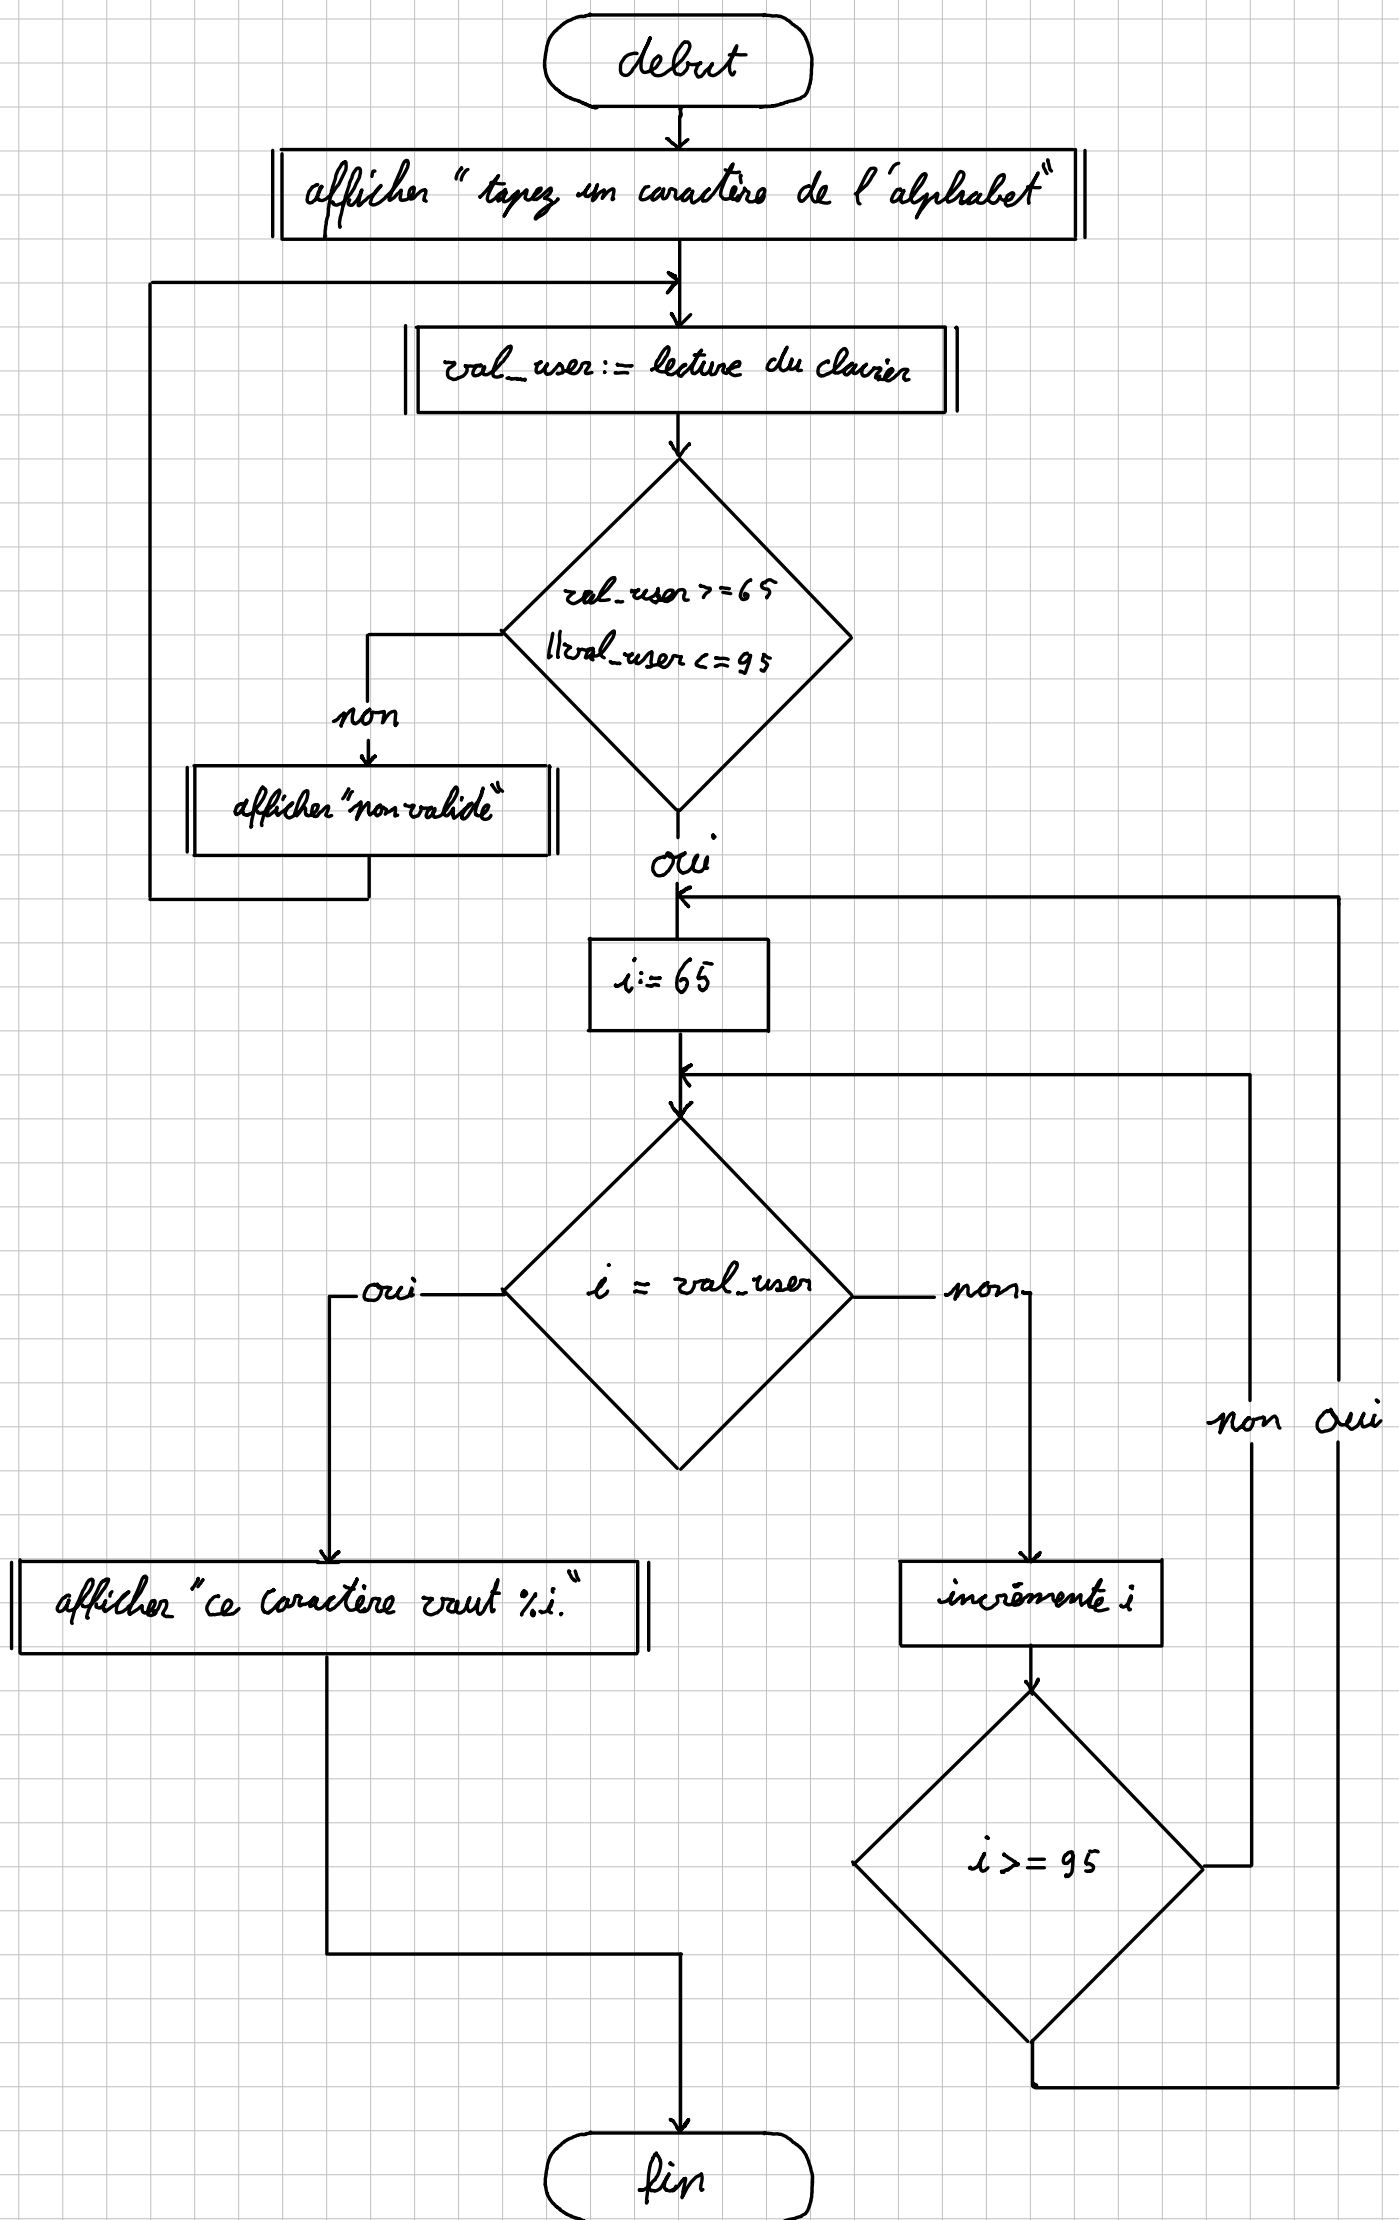 debut
afficher "tapez un caractère de l'alphabet"
val_user := lecture du clavier
val_user >= 65
|| val_user <= 95
non
afficher "non valide"
oui
i := 65
i = val_user
oui
non
non
oui
afficher "ce caractère vaut %i."
incrémente i
i >= 95
fin